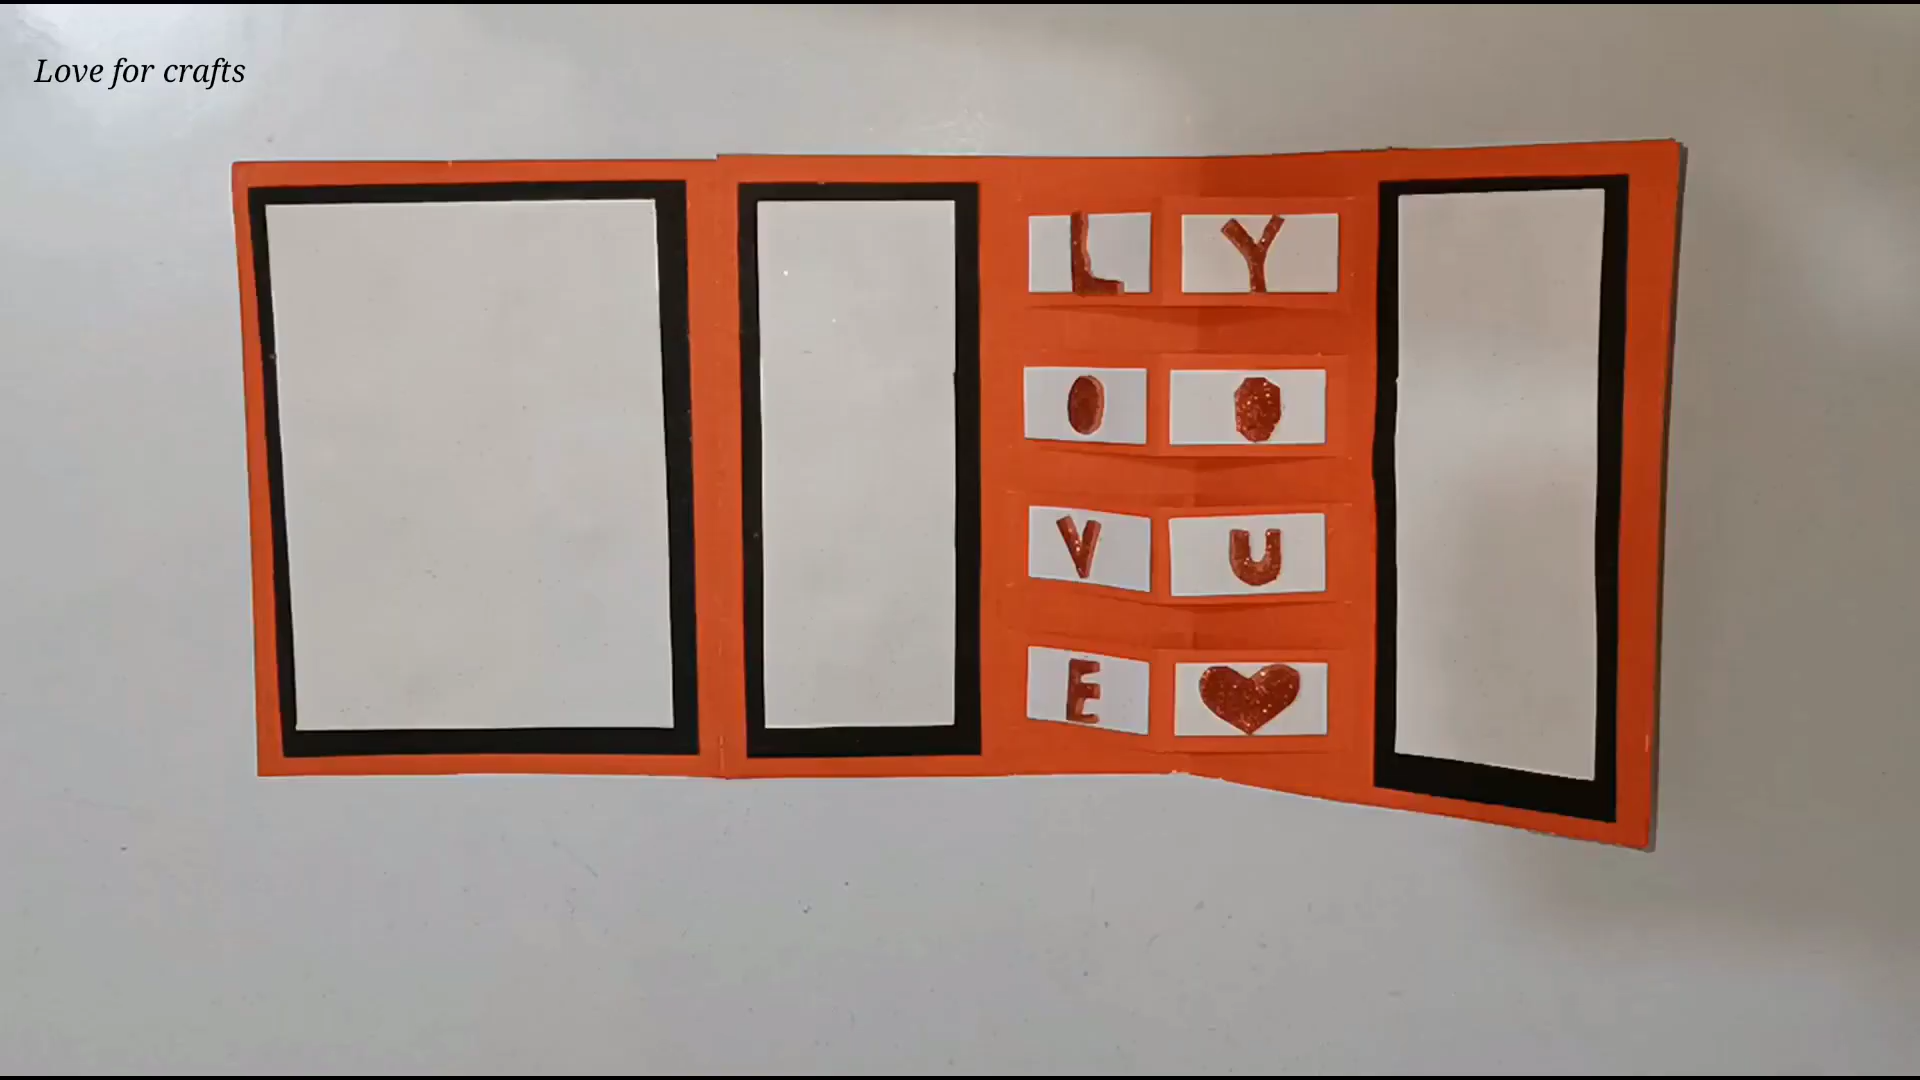 Love for crafts
L Y
O O
V U
E ♥